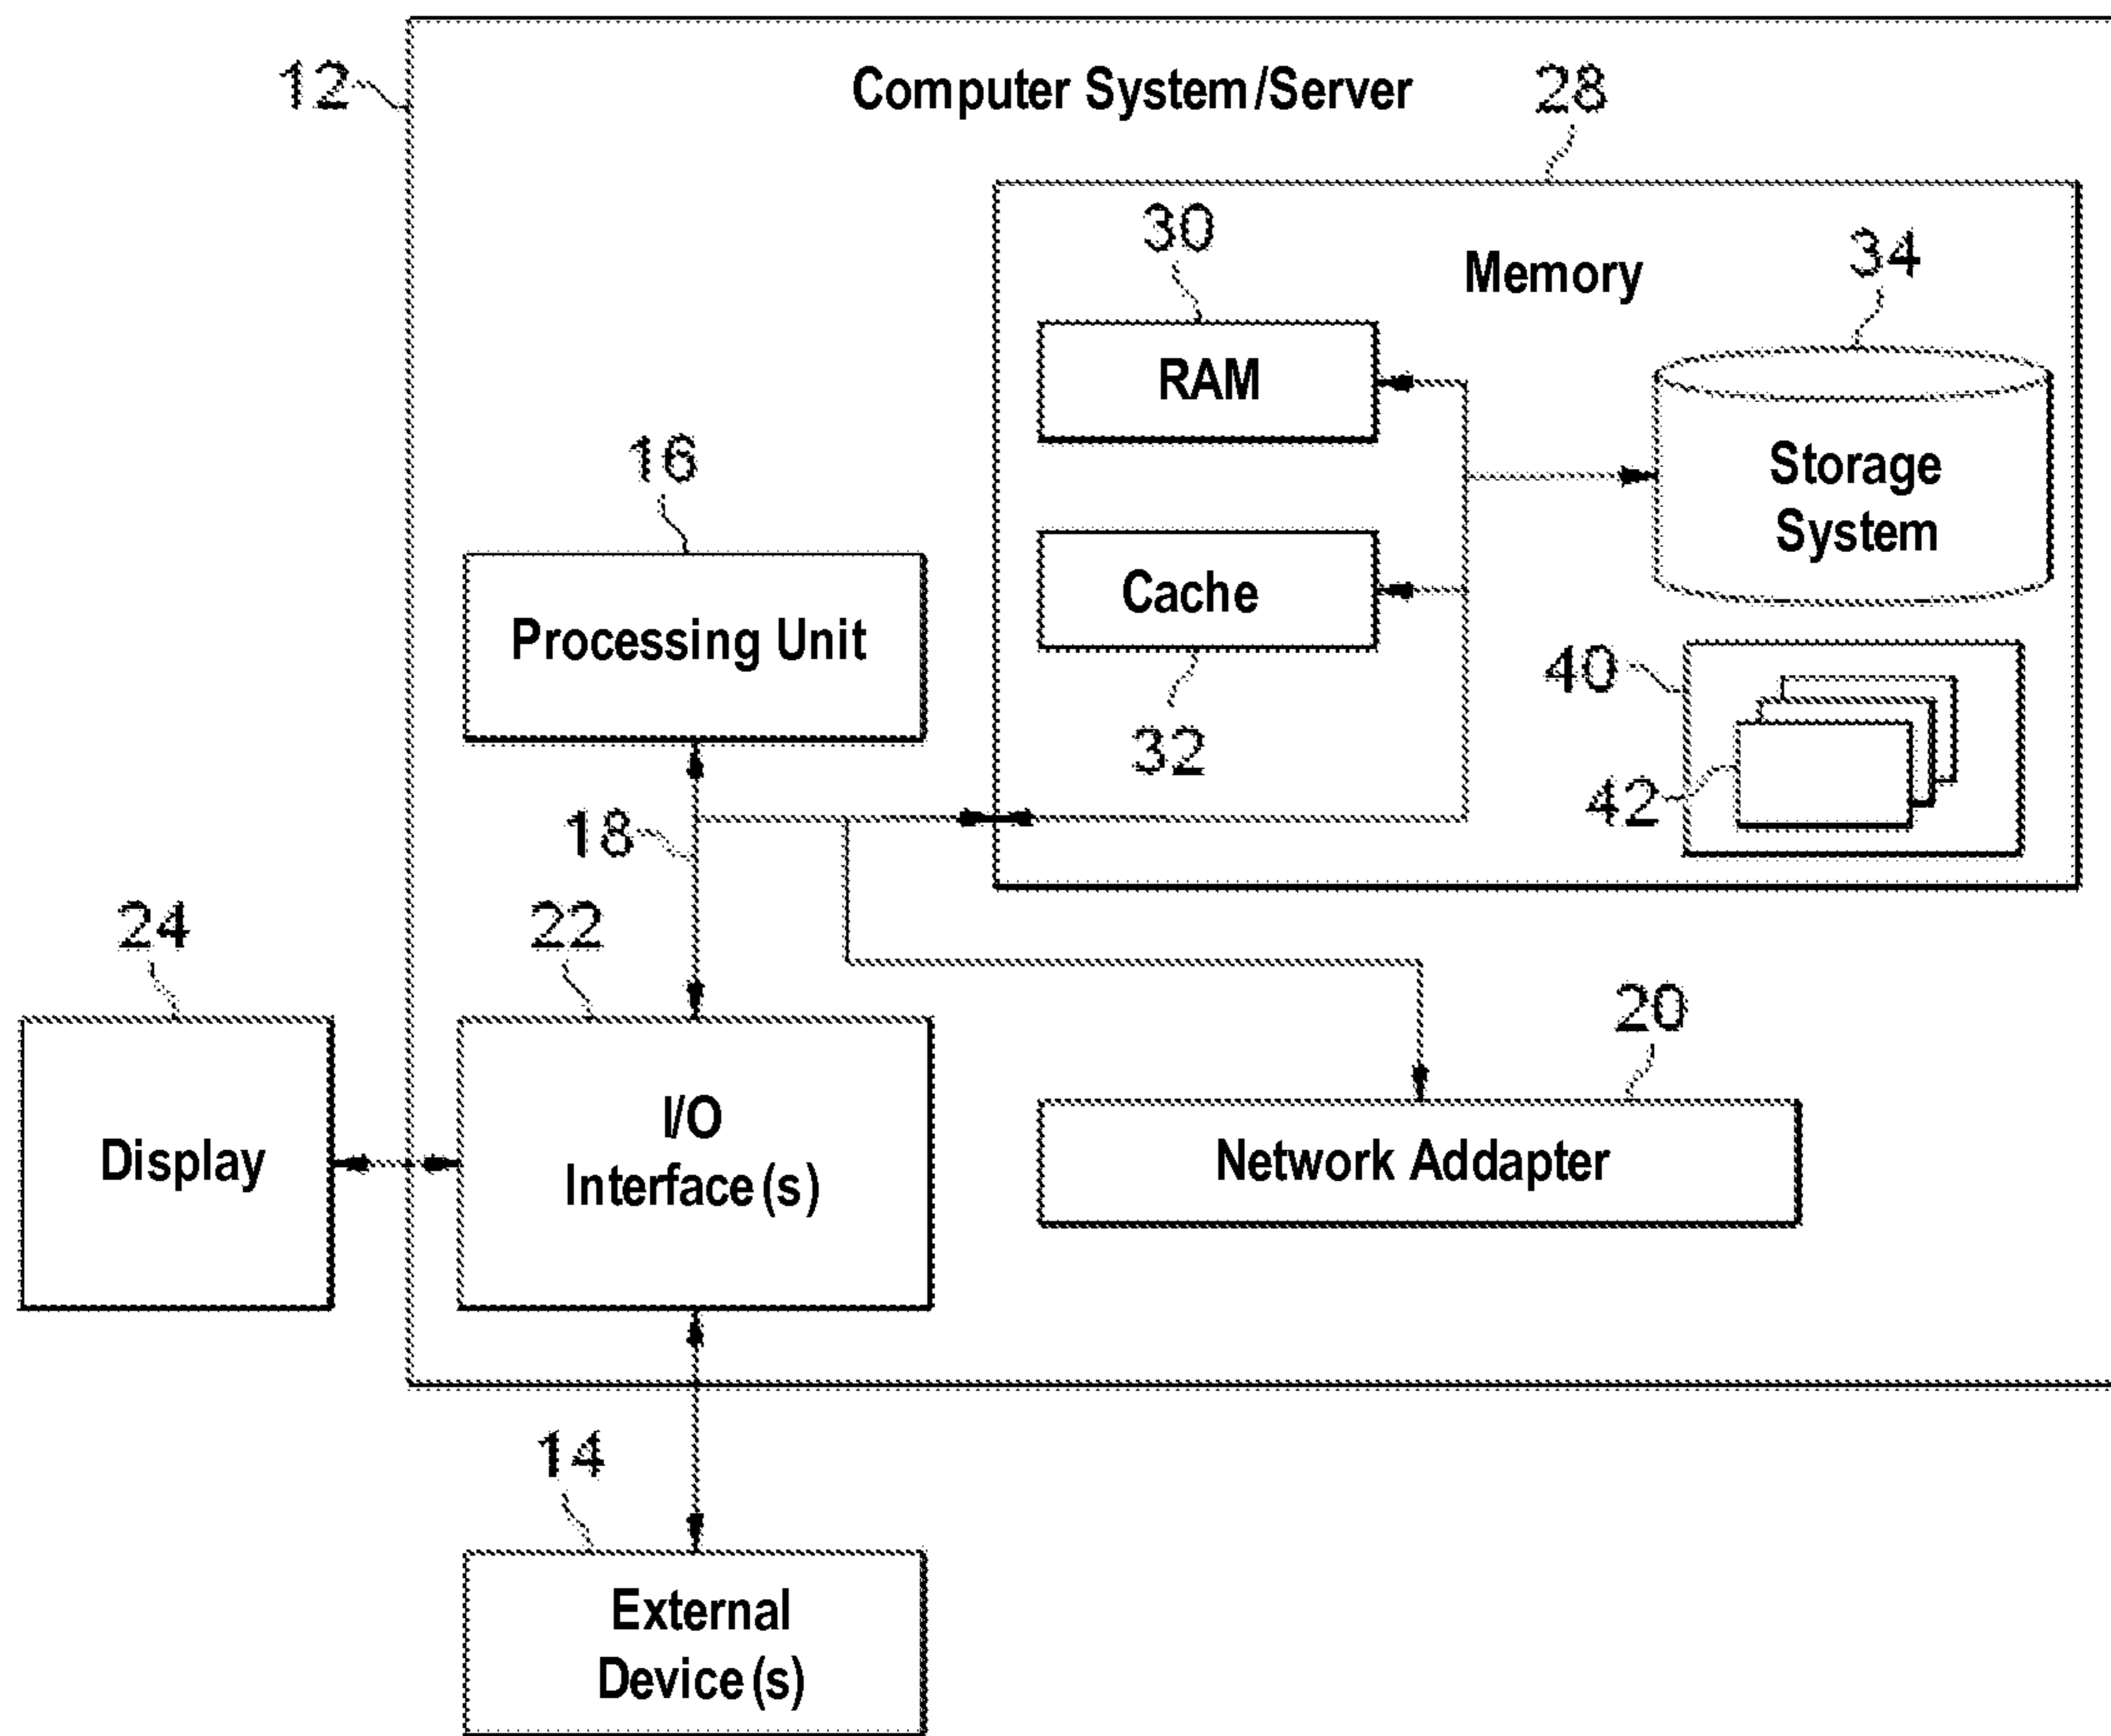 12
Computer System/Server
28
30
Memory
34
RAM
Storage
System
16
Cache
Processing Unit
40
32
42
18
24
22
20
Display
I/O
Interface(s)
Network Addapter
14
External
Device(s)